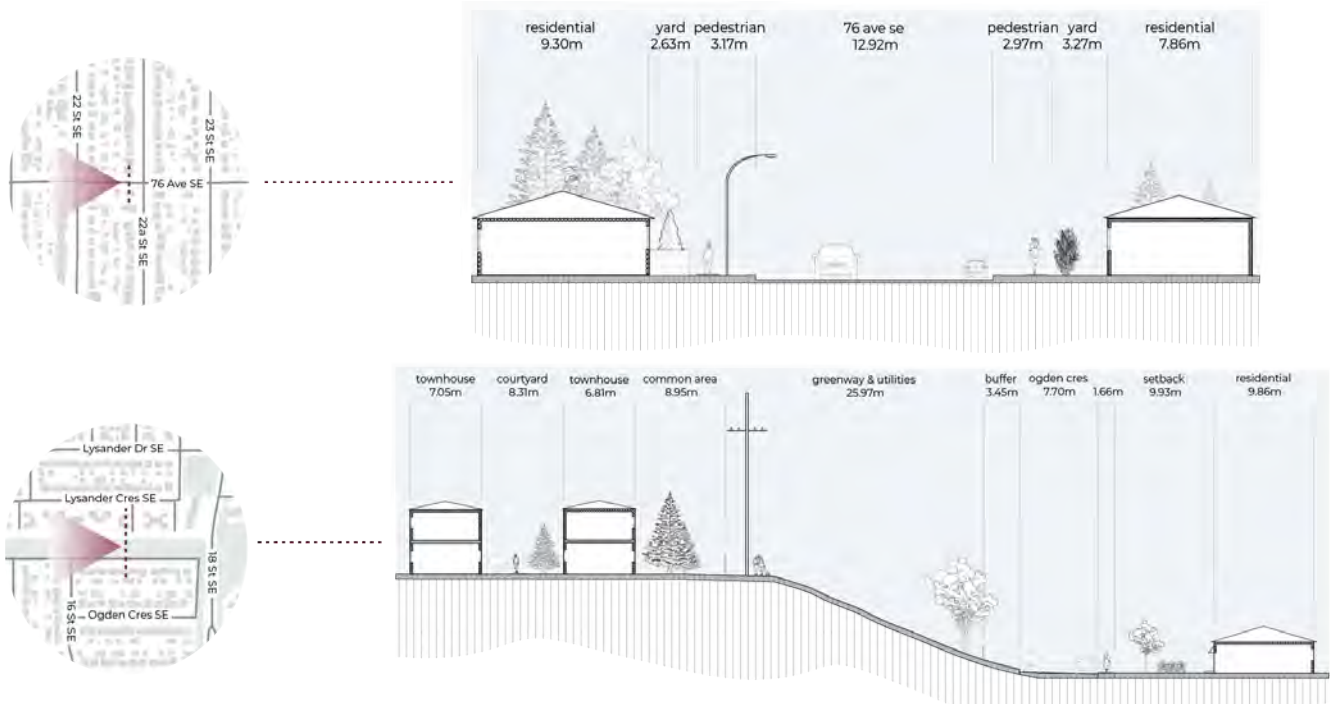 residential
9.30m
yard
2.63m
pedestrian
3.17m
76 ave se
12.92m
pedestrian
2.97m
yard
3.27m
residential
7.86m
22 St SE
23 St SE
76 Ave SE
22a St SE
townhouse
7.05m
courtyard
8.31m
townhouse
6.81m
common area
8.95m
greenway & utilities
25.97m
buffer
3.45m
ogden cres
7.70m
1.66m
setback
9.93m
residential
9.86m
Lysander Dr SE
Lysander Cres SE
18 St SE
16 St SE
Ogden Cres SE